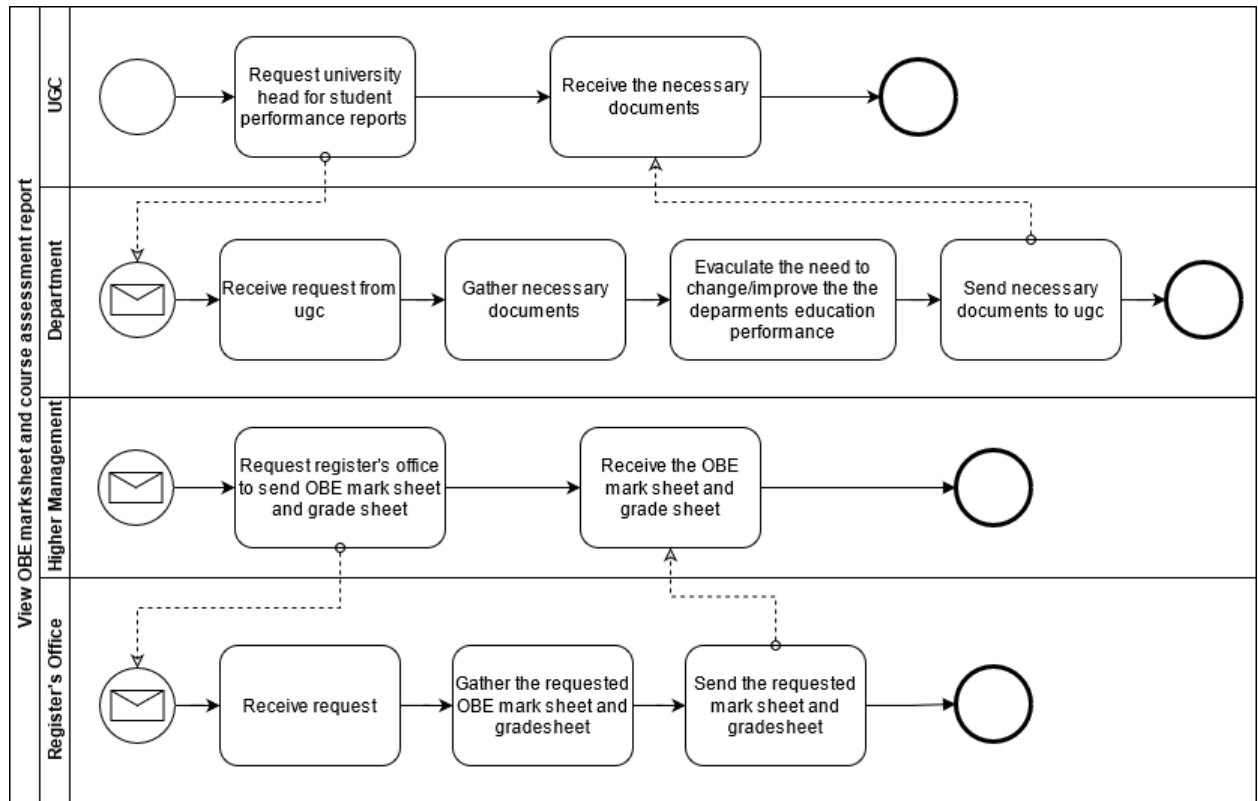 View OBE marksheet and course assessment report
UGC
Request university
head for student
performance reports
Receive the necessary
documents
Department
Receive request from
ugc
Gather necessary
documents
Evaculate the need to
change/improve the the
deparments education
performance
Send necessary
documents to ugc
Higher Management
Request register's office
to send OBE mark sheet
and grade sheet
Receive the OBE
mark sheet and
grade sheet
Register's Office
Receive request
Gather the requested
OBE mark sheet and
gradesheet
Send the requested
mark sheet and
gradesheet